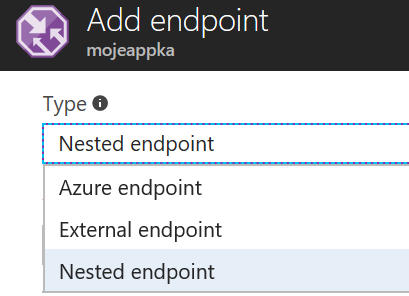 Add endpoint
mojeappka
Type
Nested endpoint
Azure endpoint
External endpoint
Nested endpoint